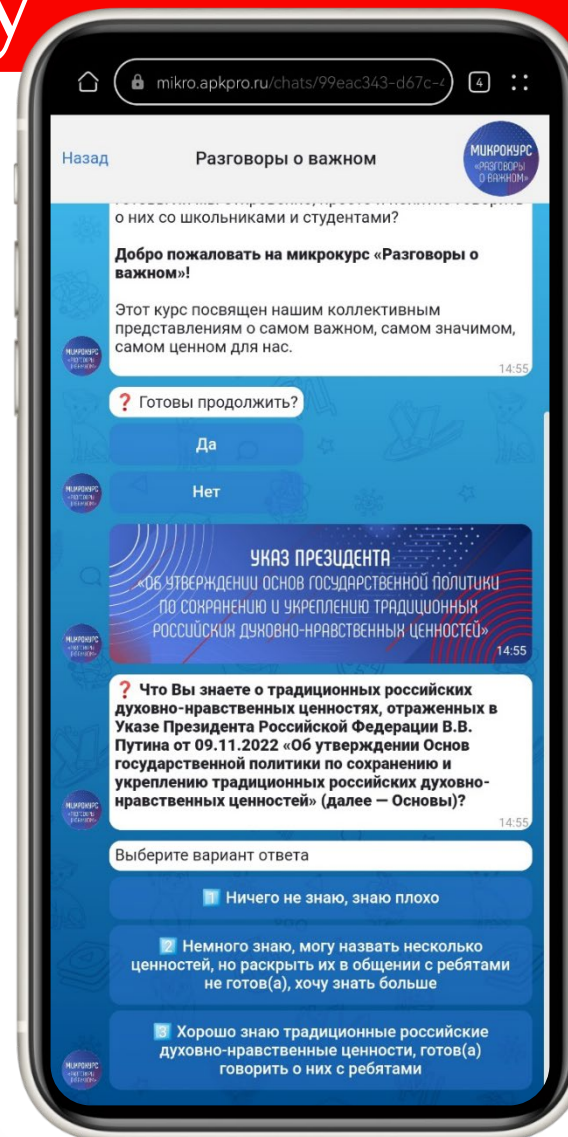 у
mikro.apkpro.ru/chats/99eac343-d67c-4
4
Назад
Разговоры о важном
МИКРОКУРС
«РАЗГОВОРЫ
О ВАЖНОМ»
о них со школьниками и студентами?
Добро пожаловать на микрокурс «Разговоры о
важном»!
Этот курс посвящен нашим коллективным
представлениям о самом важном, самом значимом,
самом ценном для нас.
14:55
❓ Готовы продолжить?
Да
Нет
УКАЗ ПРЕЗИДЕНТА
«ОБ УТВЕРЖДЕНИИ ОСНОВ ГОСУДАРСТВЕННОЙ ПОЛИТИКИ
ПО СОХРАНЕНИЮ И УКРЕПЛЕНИЮ ТРАДИЦИОННЫХ
РОССИЙСКИХ ДУХОВНО-НРАВСТВЕННЫХ ЦЕННОСТЕЙ»
14:55
❓ Что Вы знаете о традиционных российских
духовно-нравственных ценностях, отраженных в
Указе Президента Российской Федерации В.В.
Путина от 09.11.2022 «Об утверждении Основ
государственной политики по сохранению и
укреплению традиционных российских духовно-
нравственных ценностей» (далее — Основы)?
14:55
Выберите вариант ответа
1️⃣ Ничего не знаю, знаю плохо
2️⃣ Немного знаю, могу назвать несколько
ценностей, но раскрыть их в общении с ребятами
не готов(а), хочу знать больше
3️⃣ Хорошо знаю традиционные российские
духовно-нравственные ценности, готов(а)
говорить о них с ребятами